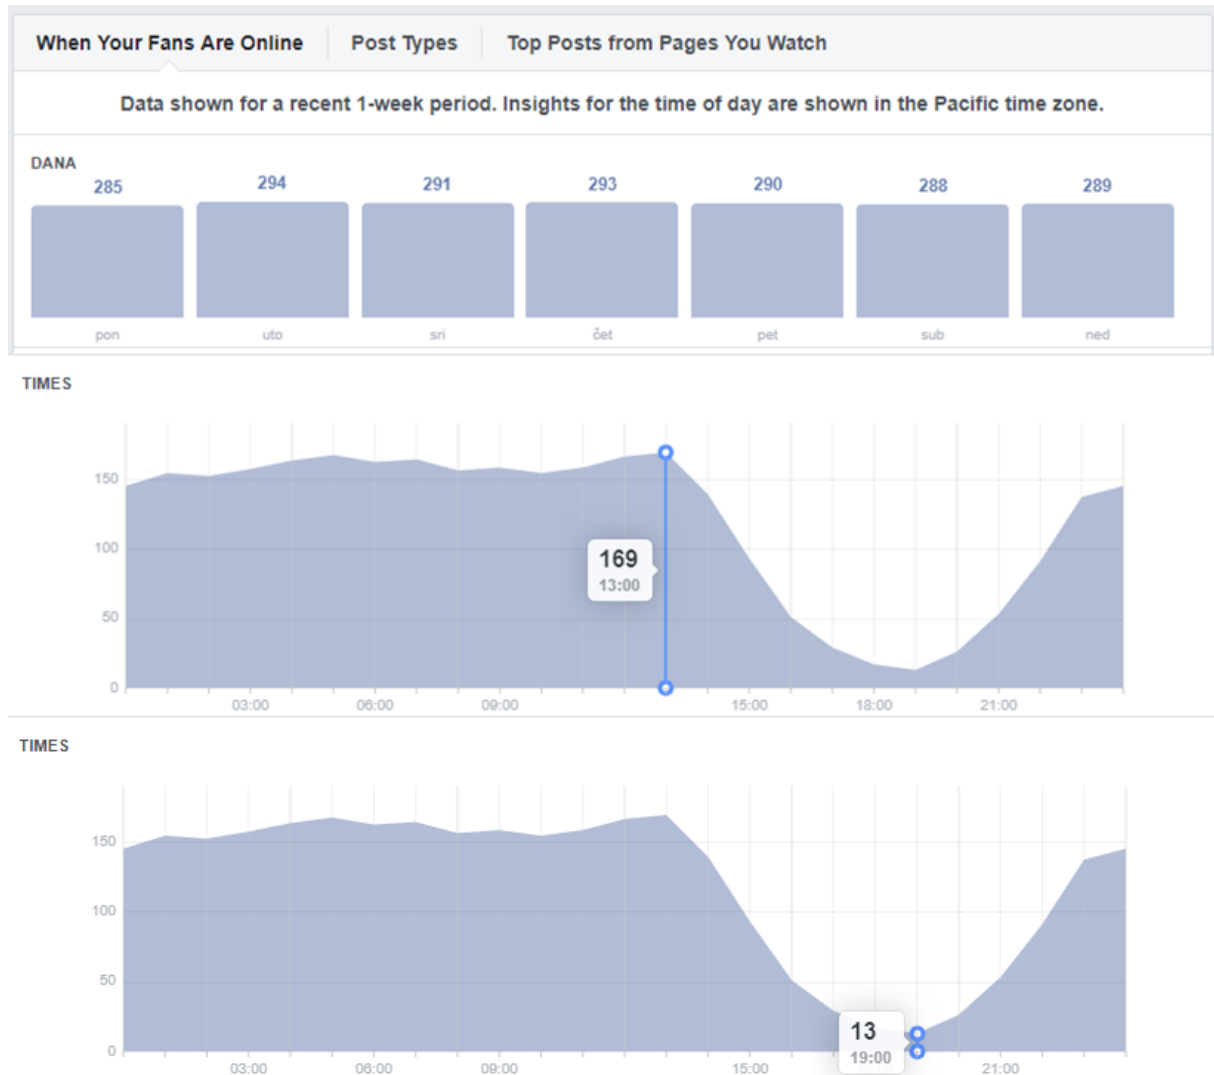 When Your Fans Are Online Post Types Top Posts from Pages You Watch
Data shown for a recent 1-week period. Insights for the time of day are shown in the Pacific time zone.
DANA
285 294 291 293 290 288 289
pon uto sri čet pet sub ned
TIMES
150
100
50
0
169
13:00
03:00 06:00 09:00 15:00 18:00 21:00
TIMES
150
100
50
0
13
19:00
03:00 06:00 09:00 15:00 21:00